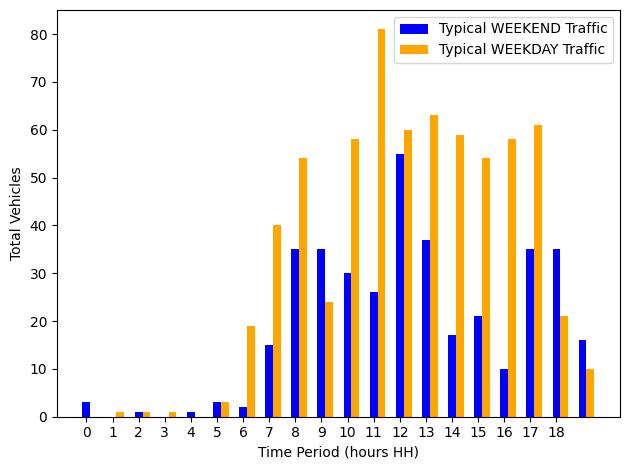 Typical WEEKEND Traffic
Typical WEEKDAY Traffic
80
70
60
50
40
30
20
10
0
Total Vehicles
0 1 2 3 4 5 6 7 8 9 10 11 12 13 14 15 16 17 18
Time Period (hours HH)